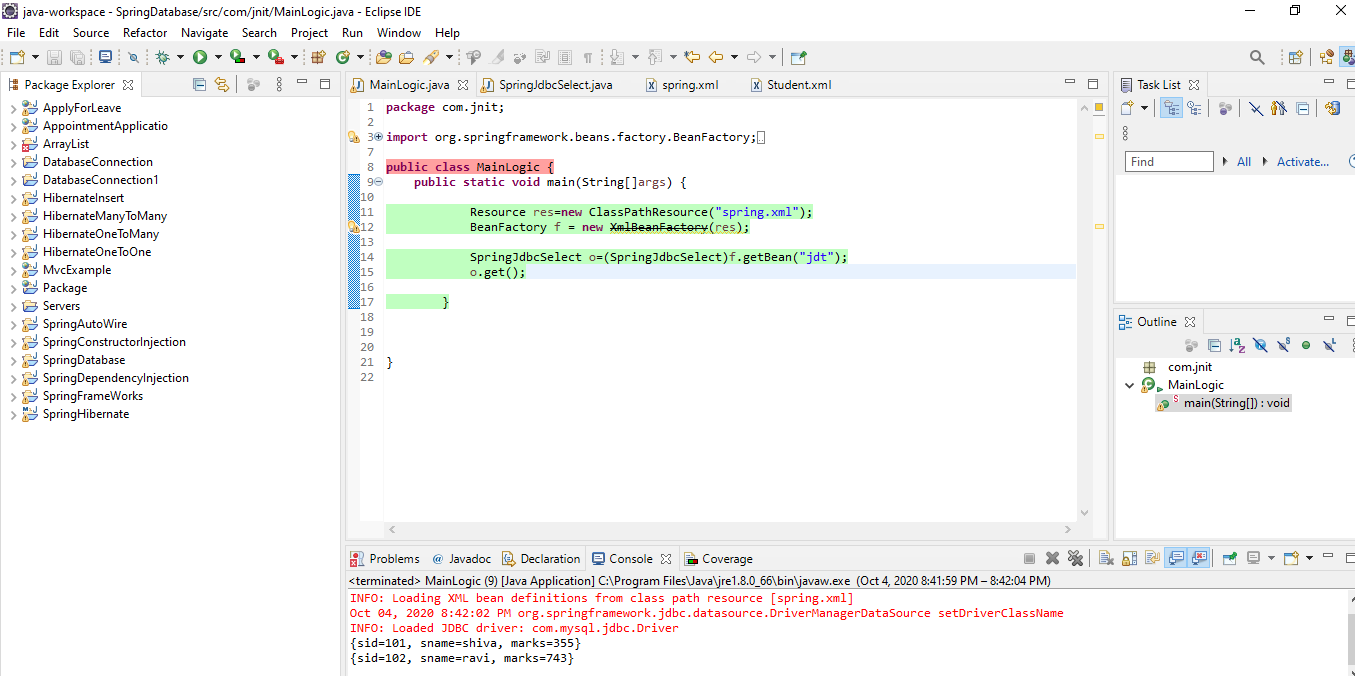 java-workspace - SpringDatabase/src/com/jnit/MainLogic.java - Eclipse IDE
File Edit Source Refactor Navigate Search Project Run Window Help
Package Explorer
ApplyForLeave
AppointmentApplicatio
ArrayList
DatabaseConnection
DatabaseConnection1
HibernateInsert
HibernateManyToMany
HibernateOneToMany
HibernateOneToOne
MvcExample
Package
Servers
SpringAutoWire
SpringConstructorInjection
SpringDatabase
SpringDependencyInjection
SpringFrameWorks
SpringHibernate
MainLogic.java SpringJdbcSelect.java spring.xml Student.xml
1 package com.jnit;
2
3 import org.springframework.beans.factory.BeanFactory;
7
8 public class MainLogic {
9 public static void main(String[]args) {
10
11 Resource res=new ClassPathResource("spring.xml");
12 BeanFactory f = new XmlBeanFactory(res);
13
14 SpringJdbcSelect o=(SpringJdbcSelect)f.getBean("jdt");
15 o.get();
16
17 }
18
19
20
21 }
22
Task List
Find All Activate...
Outline
com.jnit
MainLogic
main(String[]) : void
Problems @ Javadoc Declaration Console Coverage
<terminated> MainLogic (9) [Java Application] C:\Program Files\Java\jre1.8.0_66\bin\javaw.exe (Oct 4, 2020 8:41:59 PM – 8:42:04 PM)
INFO: Loading XML bean definitions from class path resource [spring.xml]
Oct 04, 2020 8:42:02 PM org.springframework.jdbc.datasource.DriverManagerDataSource setDriverClassName
INFO: Loaded JDBC driver: com.mysql.jdbc.Driver
{sid=101, sname=shiva, marks=355}
{sid=102, sname=ravi, marks=743}